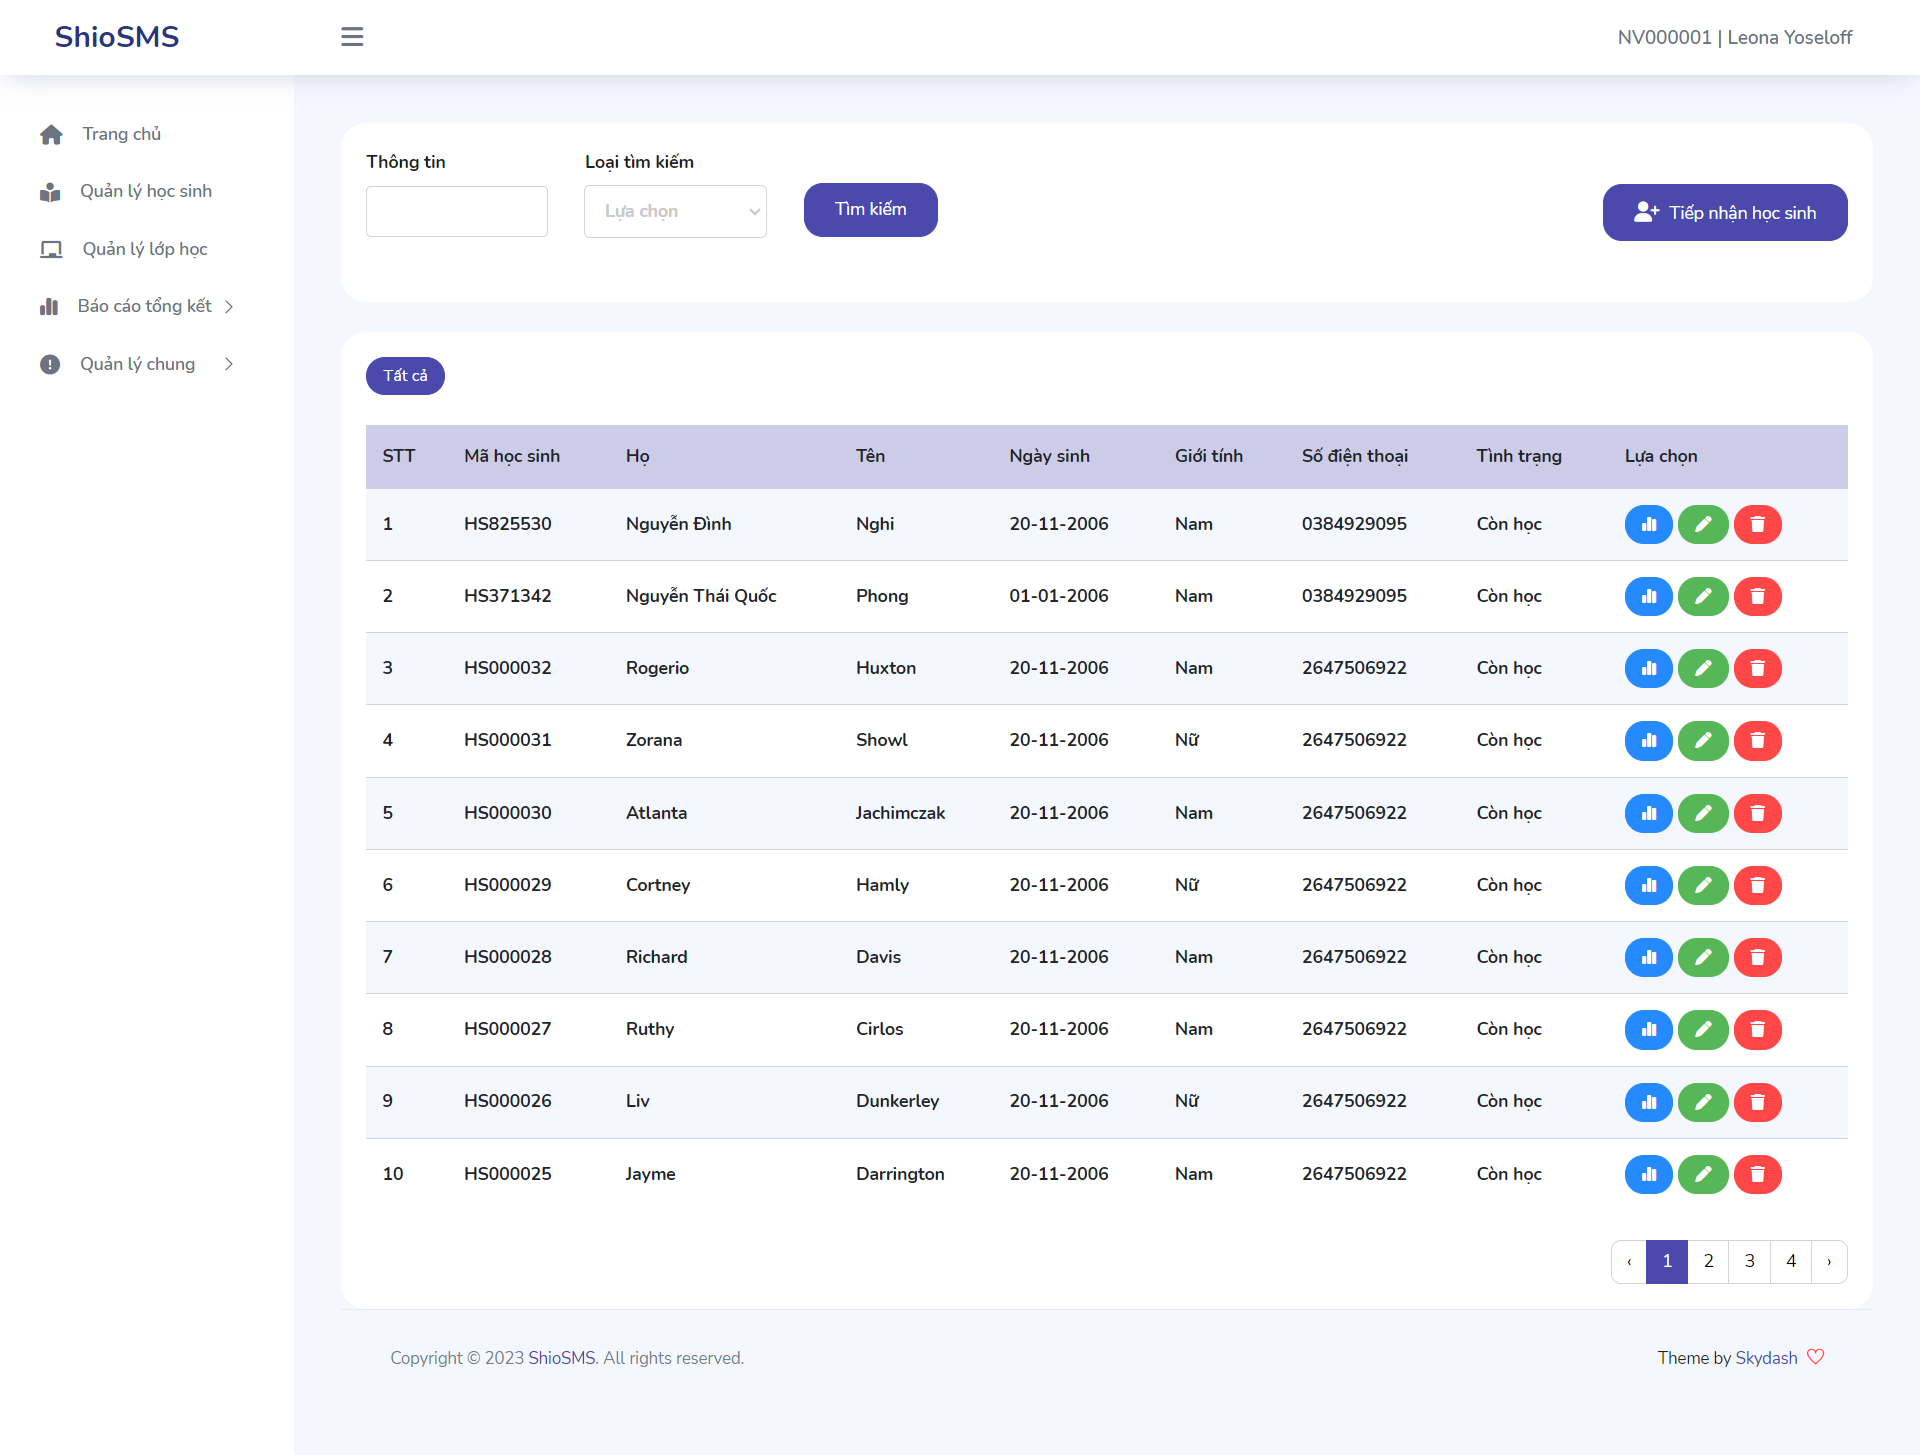 ShioSMS
NV000001 | Leona Yoseloff
Trang chủ
Quản lý học sinh
Quản lý lớp học
Báo cáo tổng kết
Quản lý chung
Thông tin
Loại tìm kiếm
Lựa chọn
Tìm kiếm
Tiếp nhận học sinh
Tất cả
STT Mã học sinh Họ Tên Ngày sinh Giới tính Số điện thoại Tình trạng Lựa chọn
1 HS825530 Nguyễn Đình Nghi 20-11-2006 Nam 0384929095 Còn học
2 HS371342 Nguyễn Thái Quốc Phong 01-01-2006 Nam 0384929095 Còn học
3 HS000032 Rogerio Huxton 20-11-2006 Nam 2647506922 Còn học
4 HS000031 Zorana Showl 20-11-2006 Nữ 2647506922 Còn học
5 HS000030 Atlanta Jachimczak 20-11-2006 Nam 2647506922 Còn học
6 HS000029 Cortney Hamly 20-11-2006 Nữ 2647506922 Còn học
7 HS000028 Richard Davis 20-11-2006 Nam 2647506922 Còn học
8 HS000027 Ruthy Cirlos 20-11-2006 Nam 2647506922 Còn học
9 HS000026 Liv Dunkerley 20-11-2006 Nữ 2647506922 Còn học
10 HS000025 Jayme Darrington 20-11-2006 Nam 2647506922 Còn học
‹ 1 2 3 4 ›
Copyright © 2023 ShioSMS. All rights reserved.
Theme by Skydash